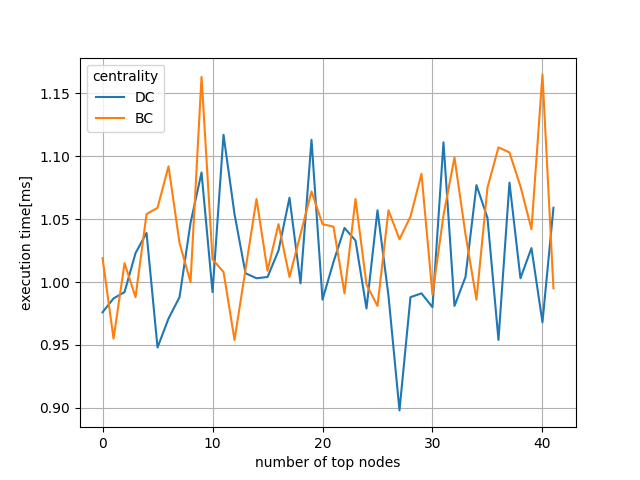 centrality
DC
BC
1.15
1.10
1.05
1.00
0.95
0.90
execution time[ms]
0 10 20 30 40
number of top nodes